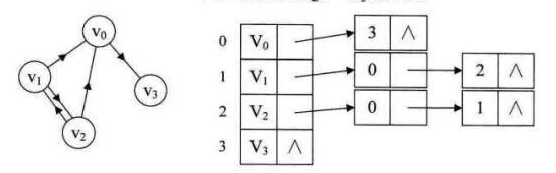 V₀
V₁
V₂
V₃
0 V₀ 3 ∧
1 V₁ 0 2 ∧
2 V₂ 0 1 ∧
3 V₃ ∧